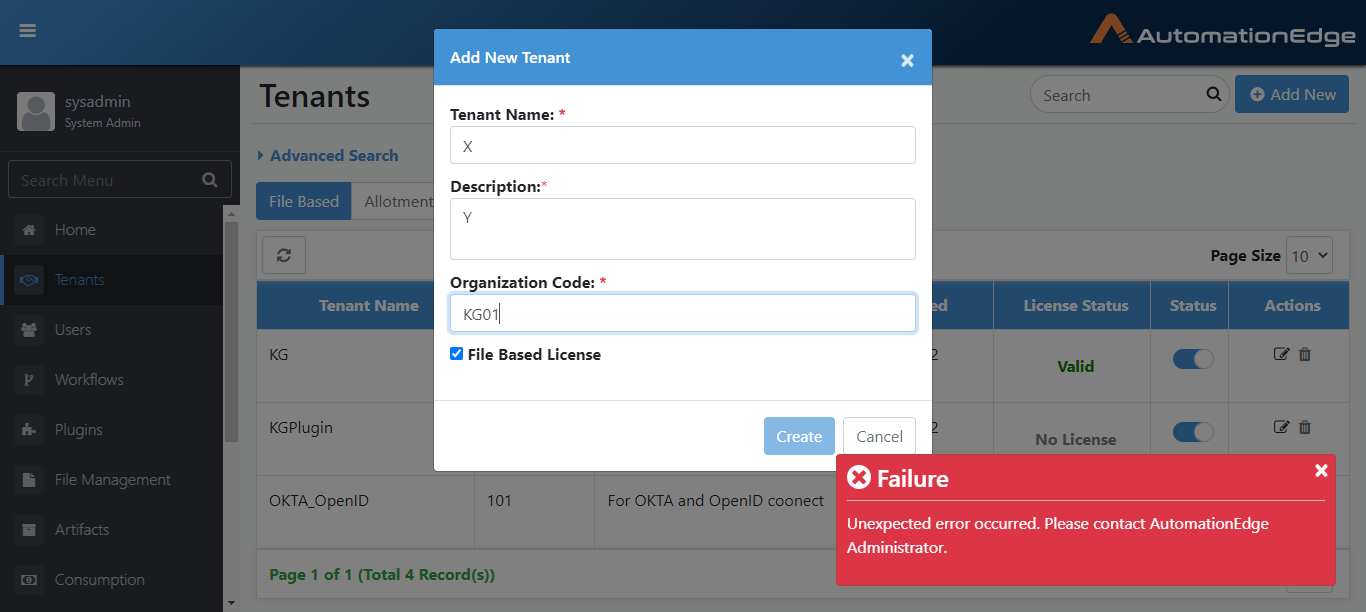 AutomationEdge
sysadmin
System Admin
Search Menu
Home
Tenants
Users
Workflows
Plugins
File Management
Artifacts
Consumption
Tenants
Search
Add New
Advanced Search
File Based
Allotment
Page Size
10
Tenant Name
ed
License Status
Status
Actions
KG
2
Valid
KGPlugin
2
No License
OKTA_OpenID
101
For OKTA and OpenID coonect
Page 1 of 1 (Total 4 Record(s))
Add New Tenant
Tenant Name: *
X
Description:*
Y
Organization Code: *
KG01
File Based License
Create
Cancel
Failure
Unexpected error occurred. Please contact AutomationEdge
Administrator.